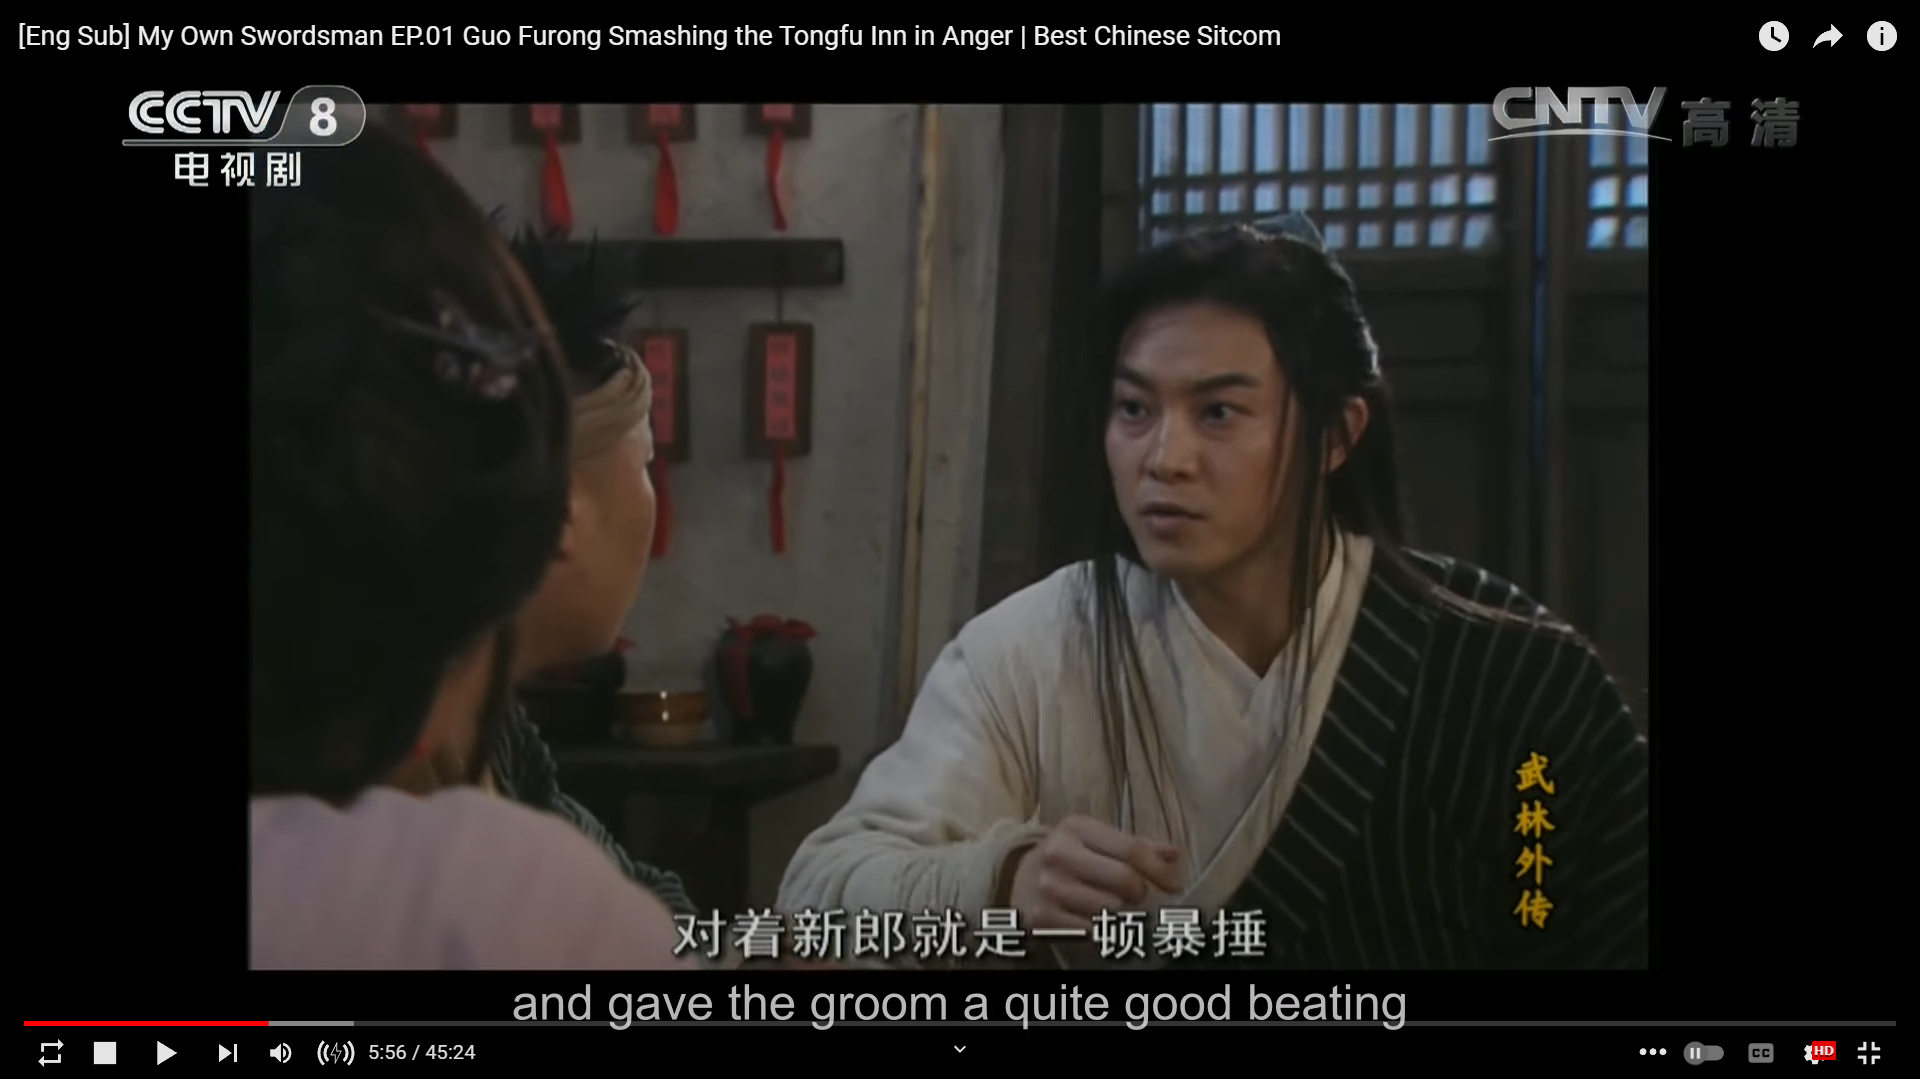 [Eng Sub] My Own Swordsman EP.01 Guo Furong Smashing the Tongfu Inn in Anger | Best Chinese Sitcom
CCTV 8
电视剧
CNTV 高清
武林外传
对着新郎就是一顿暴捶
and gave the groom a quite good beating
5:56 / 45:24
CC
HD